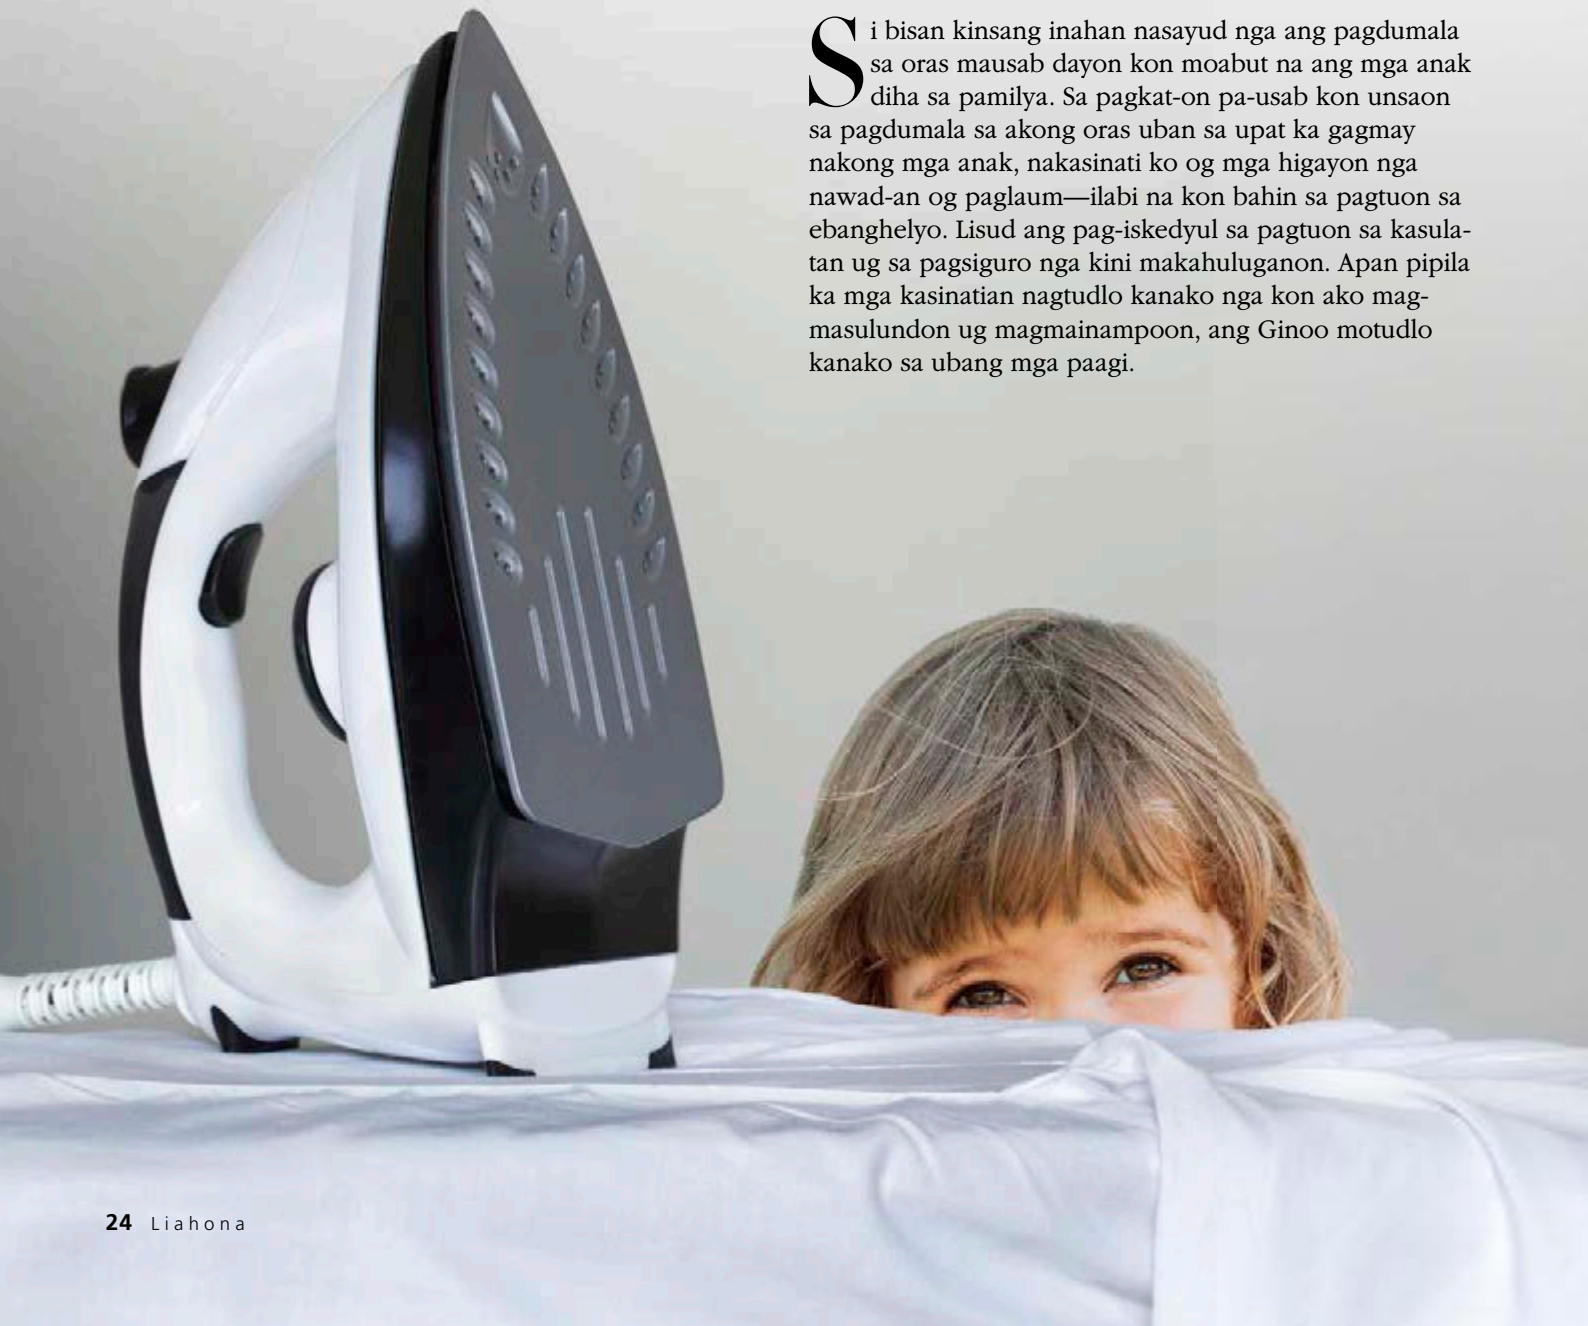 Si bisan kinsang inahan nasayud nga ang pagdumala
sa oras mausab dayon kon moabut na ang mga anak
diha sa pamilya. Sa pagkat-on pa-usab kon unsaon
sa pagdumala sa akong oras uban sa upat ka gagmay
nakong mga anak, nakasinati ko og mga higayon nga
nawad-an og paglaum—ilabi na kon bahin sa pagtuon sa
ebanghelyo. Lisud ang pag-iskedyul sa pagtuon sa kasula-
tan ug sa pagsiguro nga kini makahuluganon. Apan pipila
ka mga kasinatian nagtudlo kanako nga kon ako mag-
masulundon ug magmainampoon, ang Ginoo motudlo
kanako sa ubang mga paagi.
24 Liahona